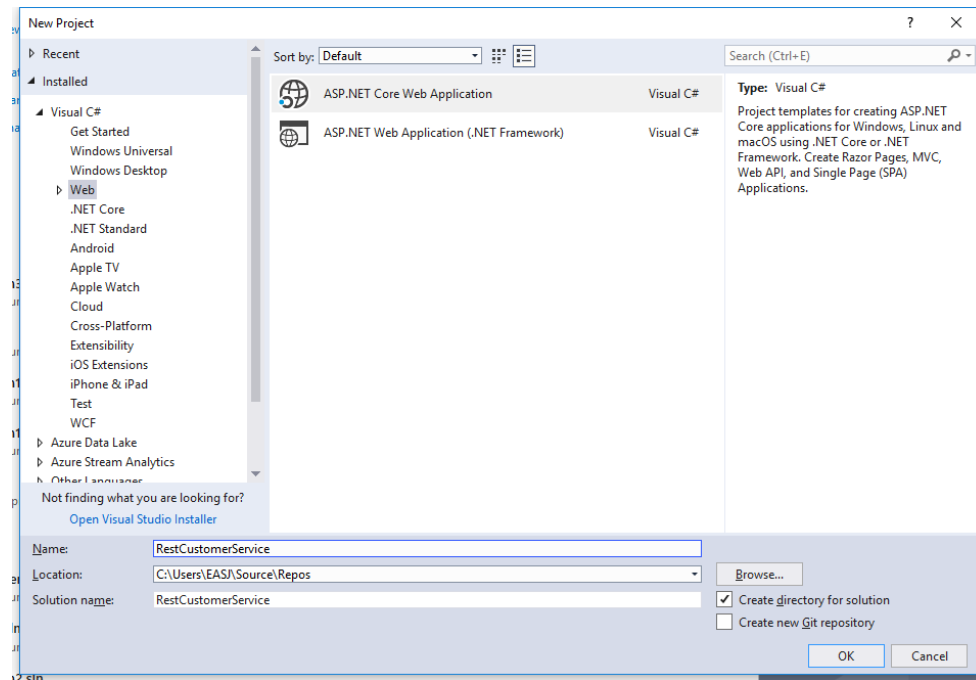 New Project
?
Recent
Installed
Visual C#
Get Started
Windows Universal
Windows Desktop
Web
.NET Core
.NET Standard
Android
Apple TV
Apple Watch
Cloud
Cross-Platform
Extensibility
iOS Extensions
iPhone & iPad
Test
WCF
Azure Data Lake
Azure Stream Analytics
Other Languages
Not finding what you are looking for?
Open Visual Studio Installer
Sort by: Default
ASP.NET Core Web Application Visual C#
ASP.NET Web Application (.NET Framework) Visual C#
Search (Ctrl+E)
Type: Visual C#
Project templates for creating ASP.NET
Core applications for Windows, Linux and
macOS using .NET Core or .NET
Framework. Create Razor Pages, MVC,
Web API, and Single Page (SPA)
Applications.
Name: RestCustomerService
Location: C:\Users\EASJ\Source\Repos
Browse...
Solution name: RestCustomerService
Create directory for solution
Create new Git repository
OK Cancel